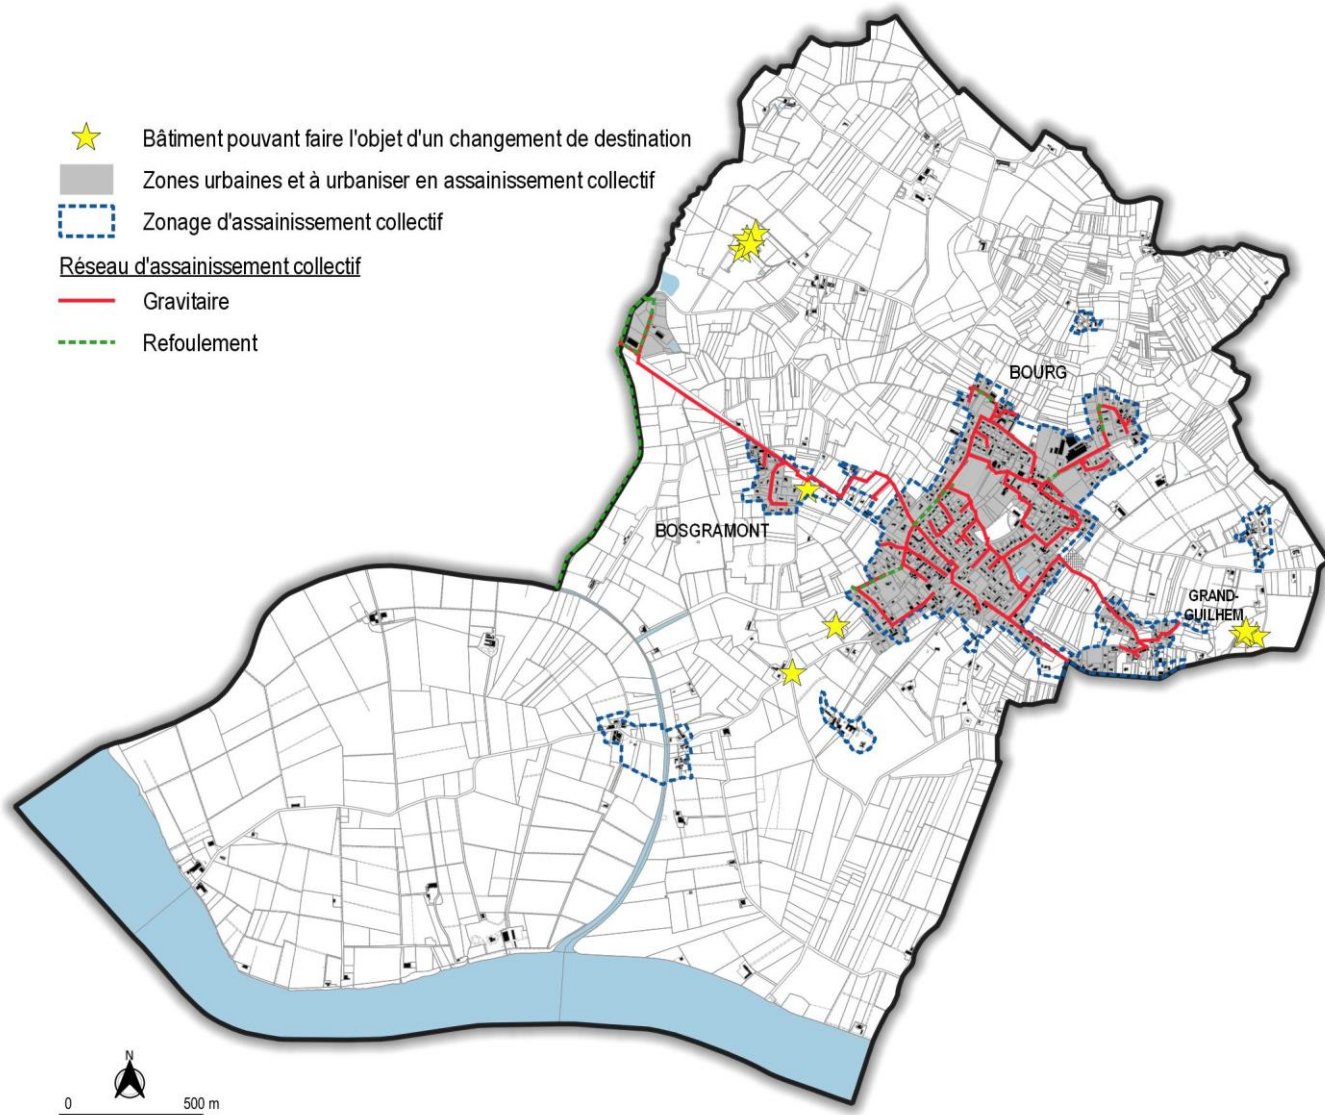 Bâtiment pouvant faire l'objet d'un changement de destination
Zones urbaines et à urbaniser en assainissement collectif
Zonage d'assainissement collectif
Réseau d'assainissement collectif
Gravitaire
Refoulement
BOURG
BOSGRAMONT
GRAND-
GUILHEM
N
0 500 m